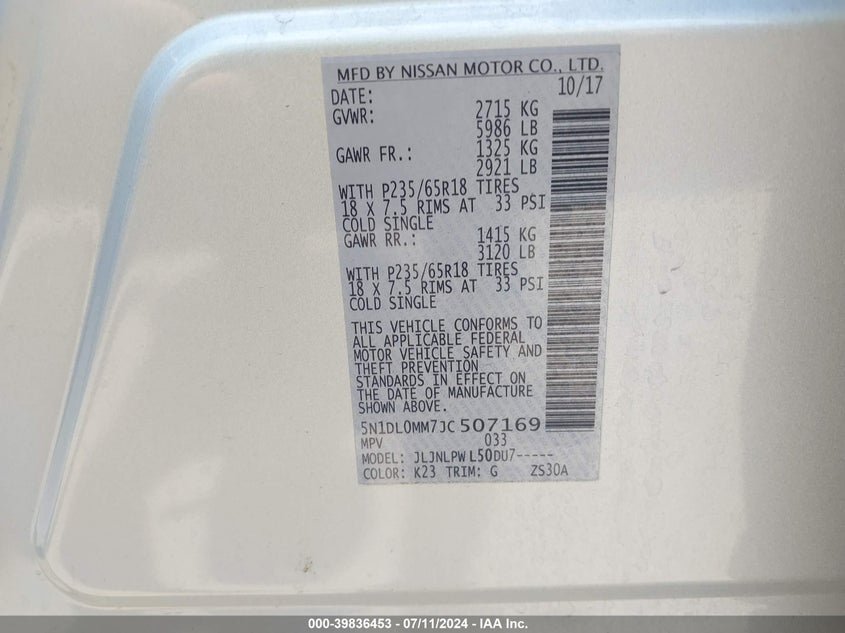 MFD BY NISSAN MOTOR CO., LTD.
DATE: 10/17
GVWR: 2715 KG
5986 LB
GAWR FR.: 1325 KG
2921 LB
WITH P235/65R18 TIRES
18 X 7.5 RIMS AT 33 PSI
COLD SINGLE
GAWR RR.: 1415 KG
3120 LB
WITH P235/65R18 TIRES
18 X 7.5 RIMS AT 33 PSI
COLD SINGLE
THIS VEHICLE CONFORMS TO
ALL APPLICABLE FEDERAL
MOTOR VEHICLE SAFETY AND
THEFT PREVENTION
STANDARDS IN EFFECT ON
THE DATE OF MANUFACTURE
SHOWN ABOVE.
5N1DL0MM7JC507169
MPV 033
MODEL: JLJNLPWL50DU7-----
COLOR: K23 TRIM: G ZS30A
000-39836453 - 07/11/2024 - IAA Inc.